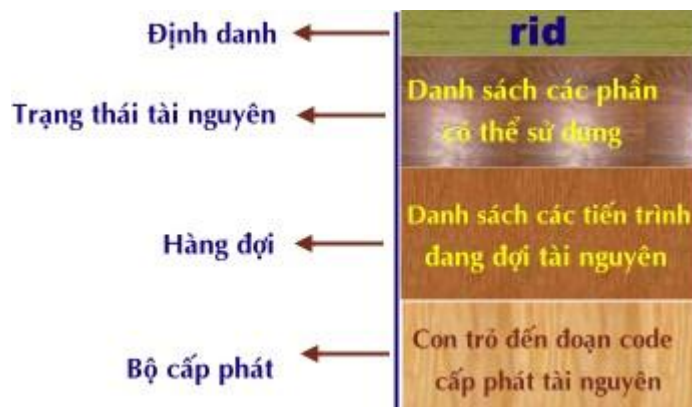 Định danh
rid
Trạng thái tài nguyên
Danh sách các phần
có thể sử dụng
Hàng đợi
Danh sách các tiến trình
đang đợi tài nguyên
Bộ cấp phát
Con trỏ đến đoạn code
cấp phát tài nguyên